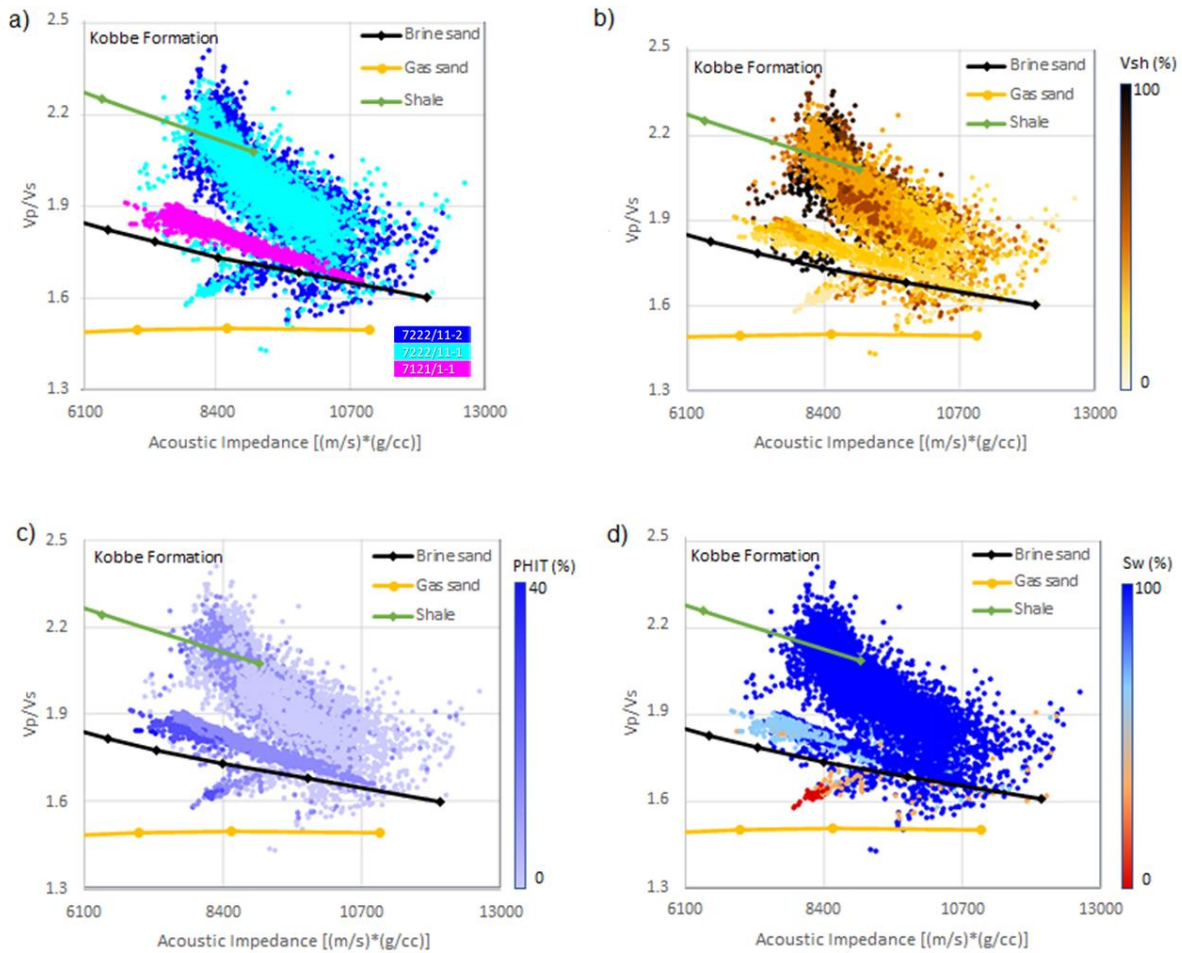 a)
2.5
Kobbe Formation
Brine sand
Gas sand
Shale
2.2
Vp/Vs
1.9
1.6
7222/11-2
7222/11-1
7121/1-1
1.3
6100 8400 10700 13000
Acoustic Impedance [(m/s)*(g/cc)]
b)
2.5
Kobbe Formation
Brine sand
Gas sand
Shale
Vsh (%)
100
2.2
Vp/Vs
1.9
1.6
0
1.3
6100 8400 10700 13000
Acoustic Impedance [(m/s)*(g/cc)]
c)
2.5
Kobbe Formation
Brine sand
Gas sand
Shale
PHIT (%)
40
2.2
Vp/Vs
1.9
1.6
0
1.3
6100 8400 10700 13000
Acoustic Impedance [(m/s)*(g/cc)]
d)
2.5
Kobbe Formation
Brine sand
Gas sand
Shale
Sw (%)
100
2.2
Vp/Vs
1.9
1.6
0
1.3
6100 8400 10700 13000
Acoustic Impedance [(m/s)*(g/cc)]